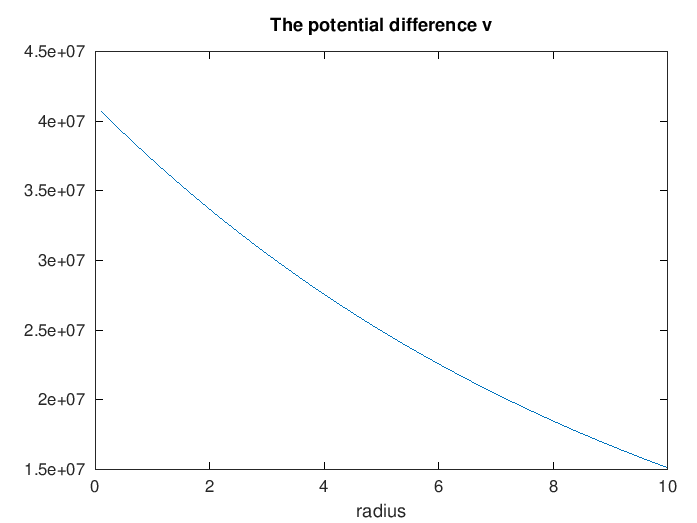 The potential difference v
4.5e+07
4e+07
3.5e+07
3e+07
2.5e+07
2e+07
1.5e+07
0 2 4 6 8 10
radius